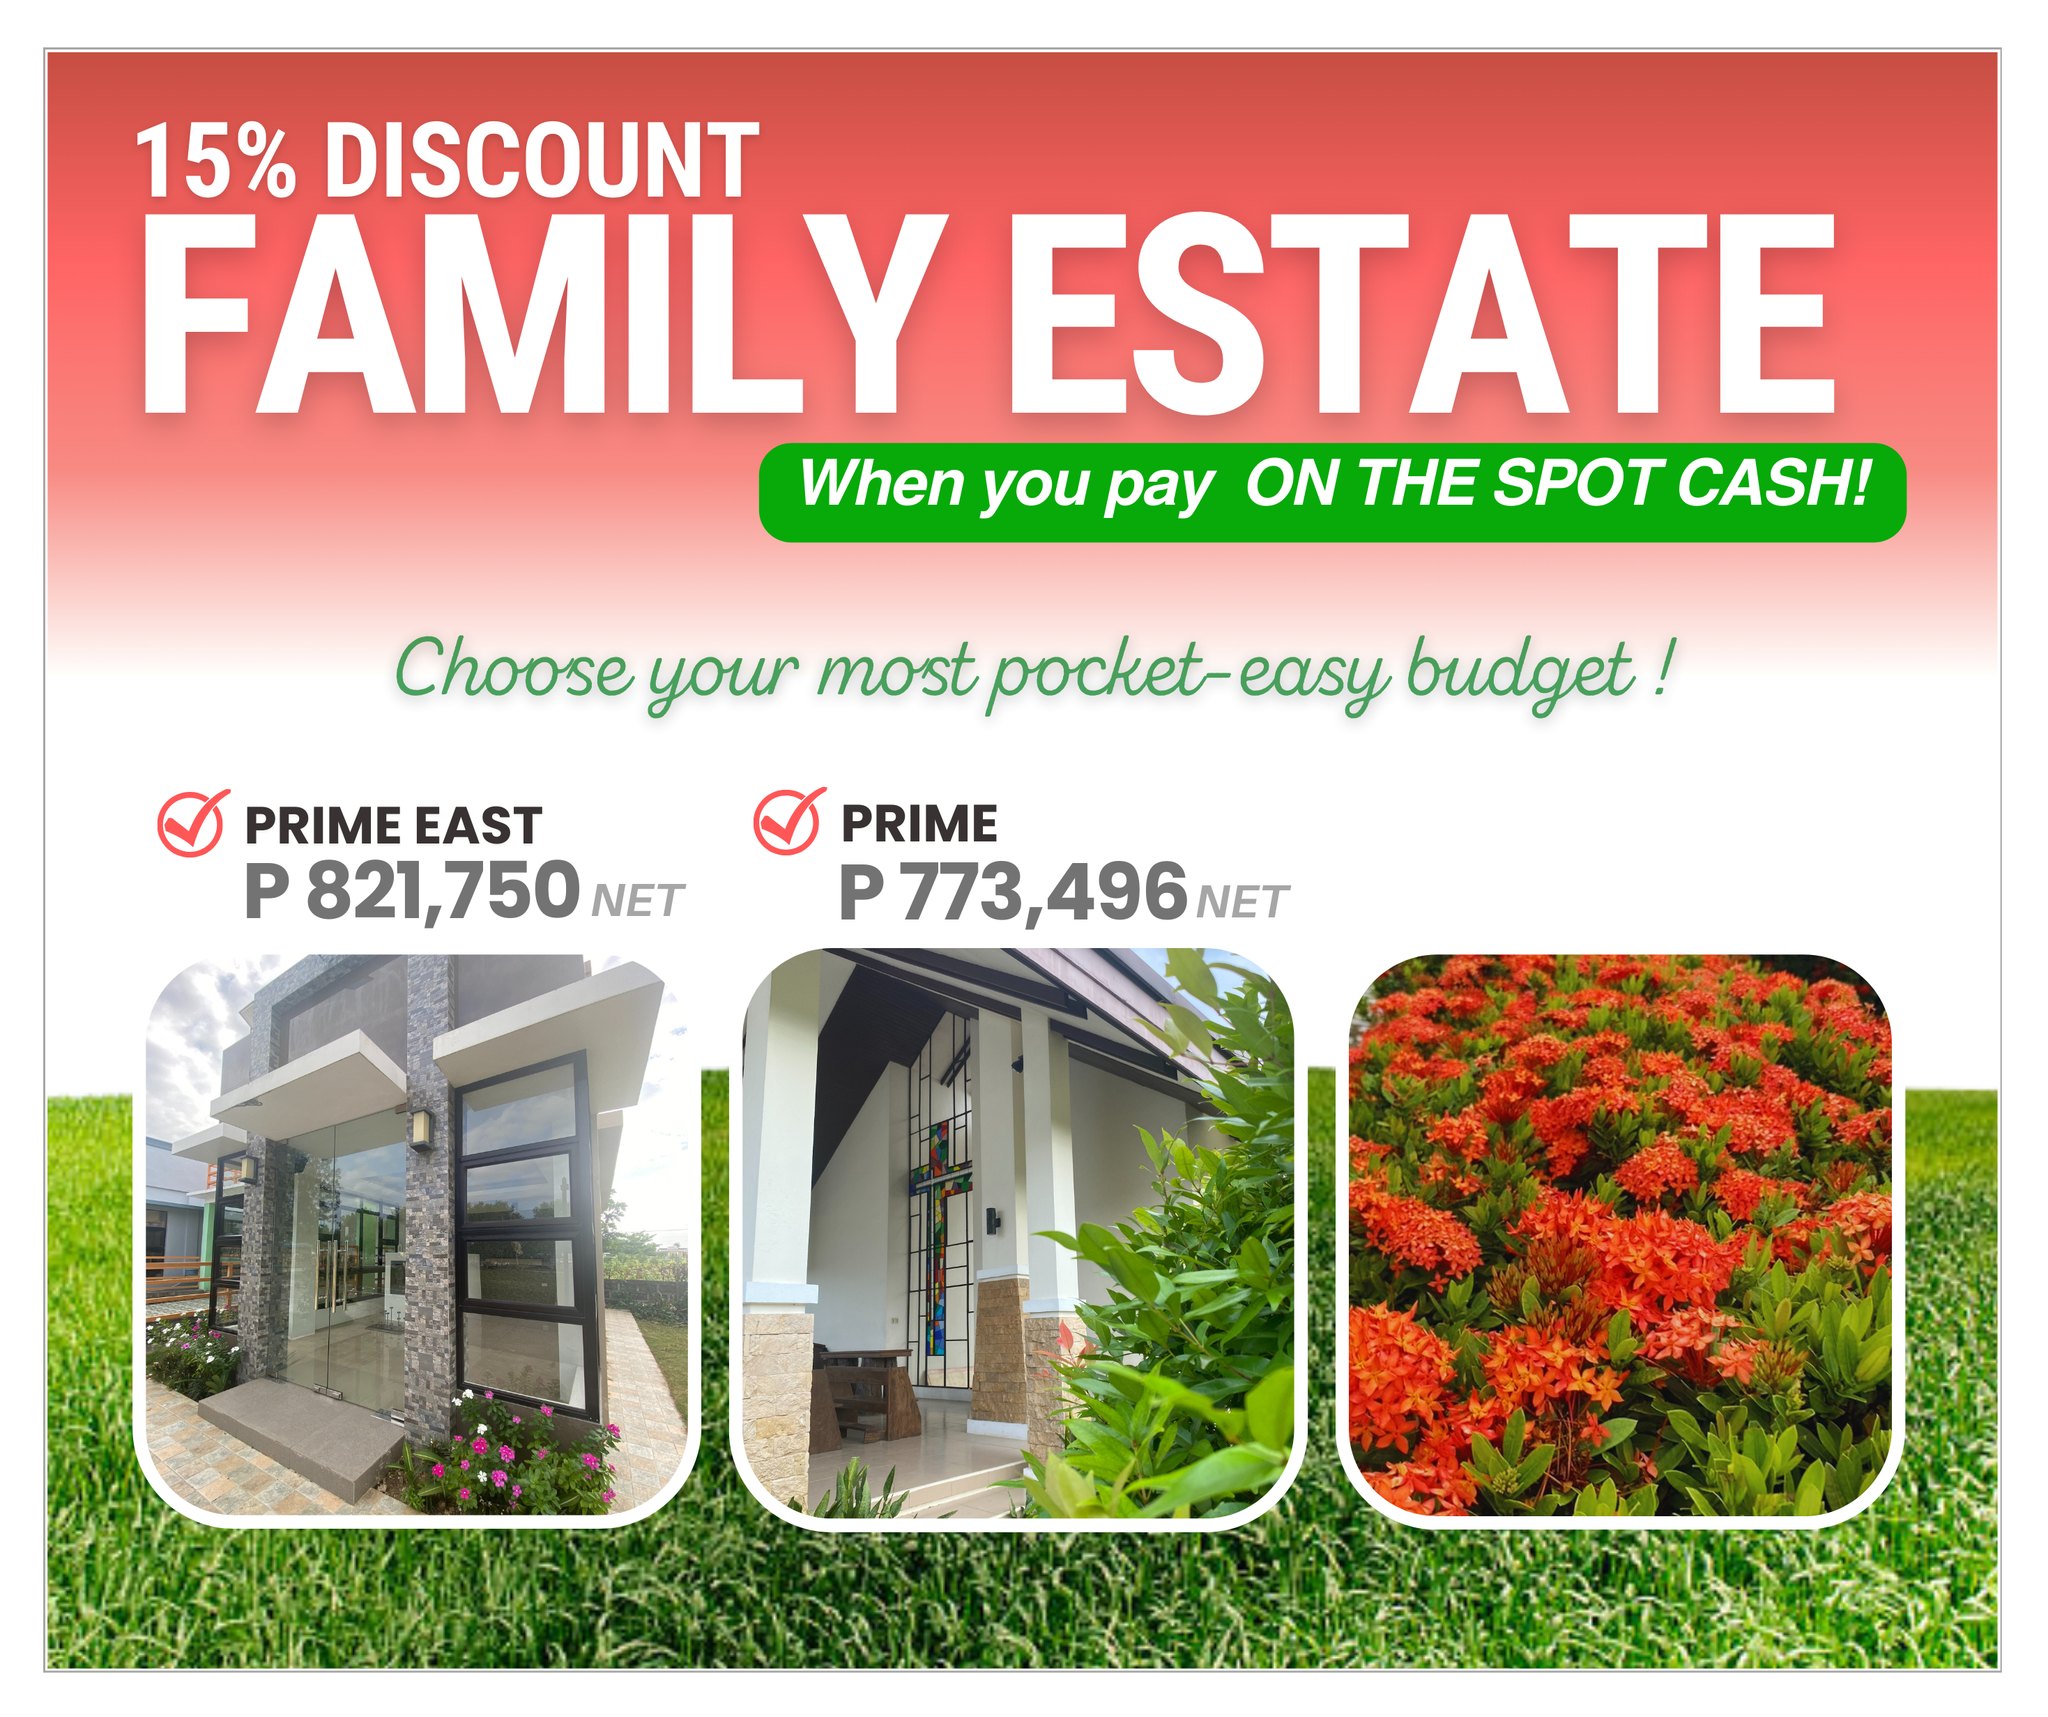 15% DISCOUNT
FAMILY ESTATE
When you pay ON THE SPOT CASH!
Choose your most pocket-easy budget !
PRIME EAST
P 821,750 NET
PRIME
P 773,496 NET